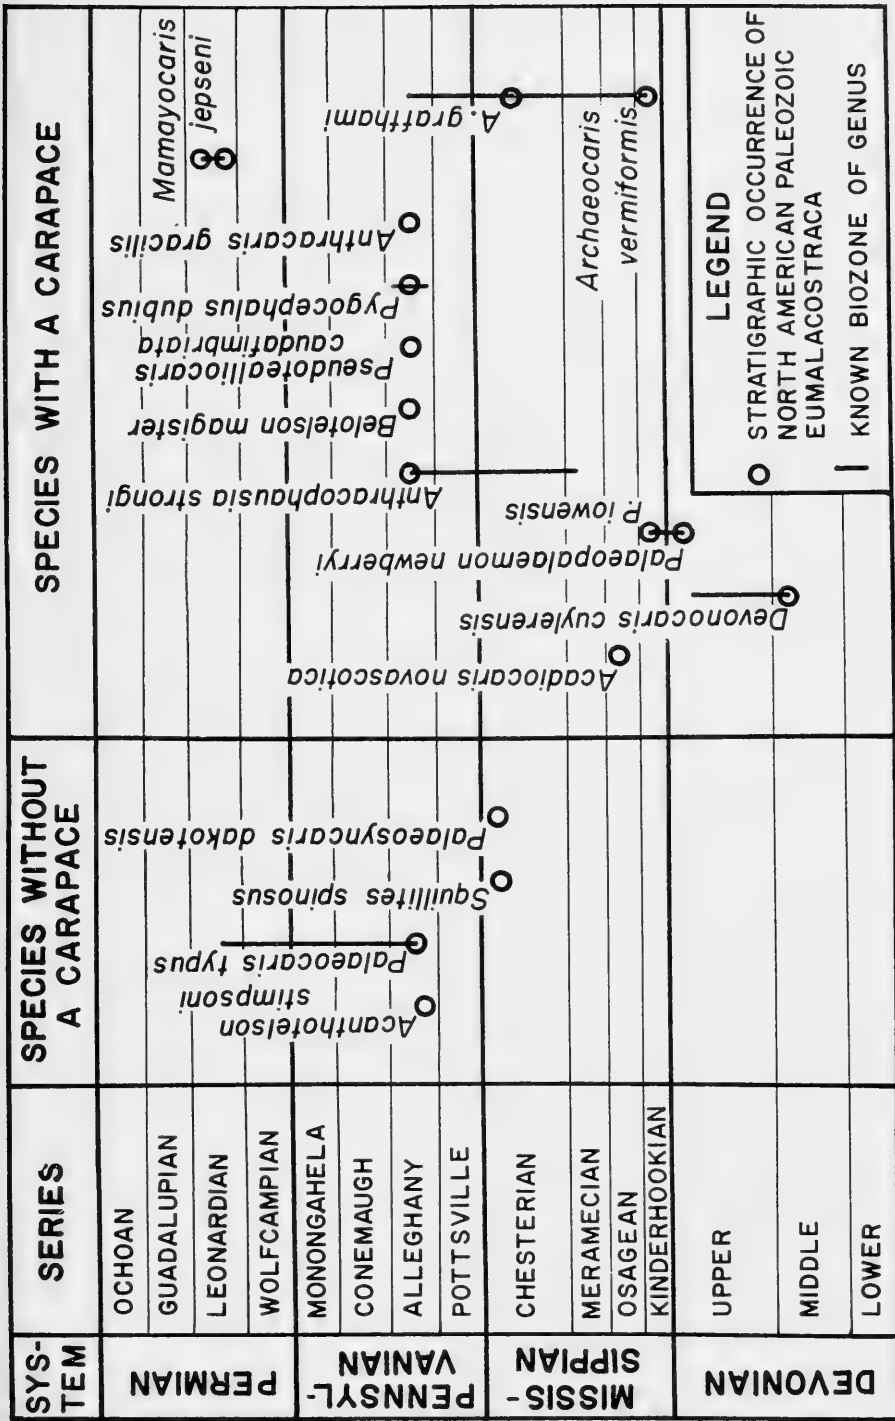 SYS-
TEM
SERIES
SPECIES WITHOUT
A CARAPACE
SPECIES WITH A CARAPACE
PERMIAN
OCHOAN
GUADALUPIAN
LEONARDIAN
WOLFCAMPIAN
PENNSYL-
VANIAN
MONONGAHELA
CONEMAUGH
ALLEGHANY
POTTSVILLE
MISSIS-
SIPPIAN
CHESTERIAN
MERAMECIAN
OSAGEAN
KINDERHOOKIAN
DEVONIAN
UPPER
MIDDLE
LOWER
Acanthotelson
stimpsoni
Palaeocaris typus
Squillites spinosus
Palaeosyncaris dakotensis
Acadiocaris novascotica
Devonocaris cuylerensis
Palaeopalaemon newberryi
P. iowensis
Anthracophausia strongi
Belotelson magister
Pseudotealliocaris
caudafimbriata
Pygocephalus dubius
Anthracaris gracilis
Mamayocaris
jepseni
A. graffhami
Archaeocaris
vermiformis
LEGEND
STRATIGRAPHIC OCCURRENCE OF
NORTH AMERICAN PALEOZOIC
EUMALACOSTRACA
KNOWN BIOZONE OF GENUS